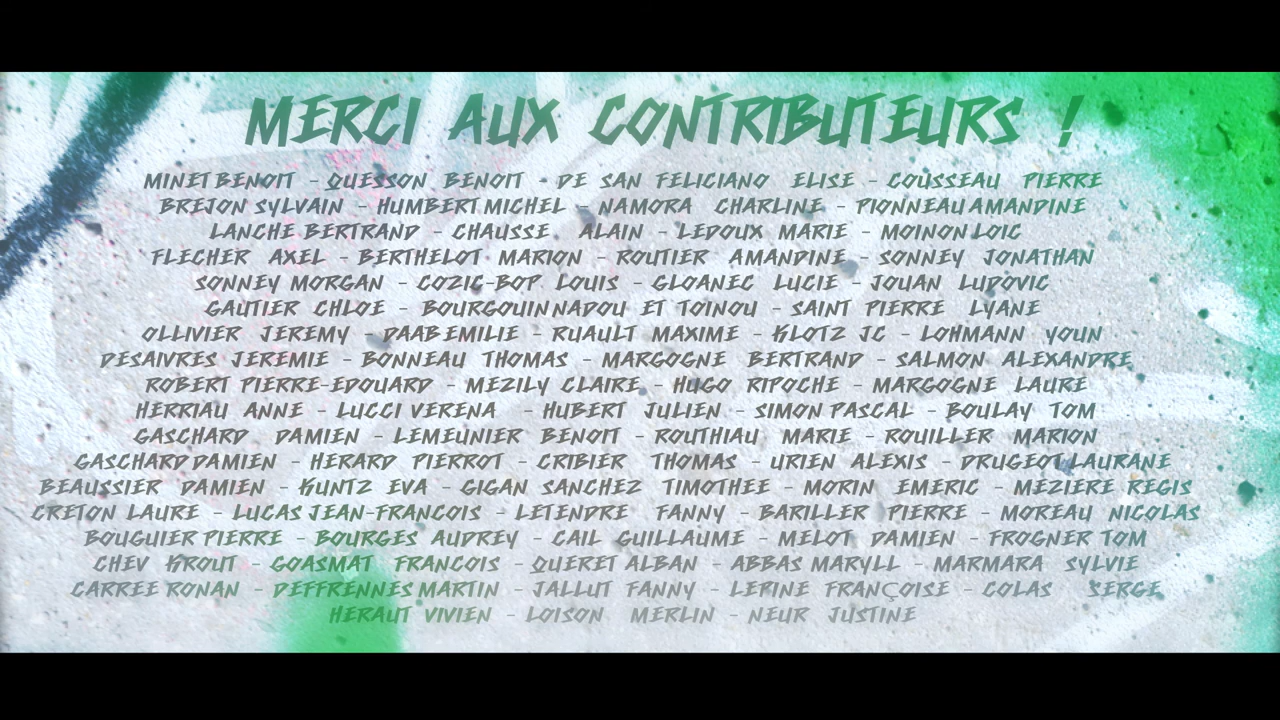 MERCI AUX CONTRIBUTEURS !
MINET BENOIT - QUESSON BENOIT - DE SAN FELICIANO ELISE - COUSSEAU PIERRE
BREJON SYLVAIN - HUMBERT MICHEL - NAMORA CHARLINE - PIONNEAU AMANDINE
LANCHE BERTRAND - CHAUSSE ALAIN - LEDOUX MARIE - MOINON LOIC
FLECHER AXEL - BERTHELOT MARION - ROUTIER AMANDINE - SONNEY JONATHAN
SONNEY MORGAN - COZIC-BOP LOUIS - GLOANEC LUCIE - JOUAN LUDOVIC
GAUTIER CHLOE - BOURGOUIN NADOU ET TOINOU - SAINT PIERRE LYANE
OLLIVIER JEREMY - DAAB EMILIE - RUAULT MAXIME - KLOTZ JC - LOHMANN YOUN
DESAIVRES JEREMIE - BONNEAU THOMAS - MARGOGNE BERTRAND - SALMON ALEXANDRE
ROBERT PIERRE-EDOUARD - MEZILY CLAIRE - HUGO RIPOCHE - MARGOGNE LAURE
HERRIAU ANNE - LUCCI VERENA - HUBERT JULIEN - SIMON PASCAL - BOULAY TOM
GASCHARD DAMIEN - LEMEUNIER BENOIT - ROUTHIAU MARIE - ROUILLER MARION
GASCHARD DAMIEN - HERARD PIERROT - CRIBIER THOMAS - URIEN ALEXIS - DRUGEOT LAURANE
BEAUSSIER DAMIEN - KUNTZ EVA - GIGAN SANCHEZ TIMOTHEE - MORIN EMERIC - MÉZIERE REGIS
CRETON LAURE - LUCAS JEAN-FRANCOIS - LETENDRE FANNY - BARILLER PIERRE - MOREAU NICOLAS
BOUGUIER PIERRE - BOURGES AUDREY - CAIL GUILLAUME - MELOT DAMIEN - FROGNER TOM
CHEV KROUT - GOASMAT FRANCOIS - QUERET ALBAN - ABBAS MARYLL - MARMARA SYLVIE
CARREE RONAN - DEFFRENNES MARTIN - JALLUT FANNY - LEPINE FRANÇOISE - COLAS SERGE
HERAUT VIVIEN - LOISON MERLIN - NEUR JUSTINE